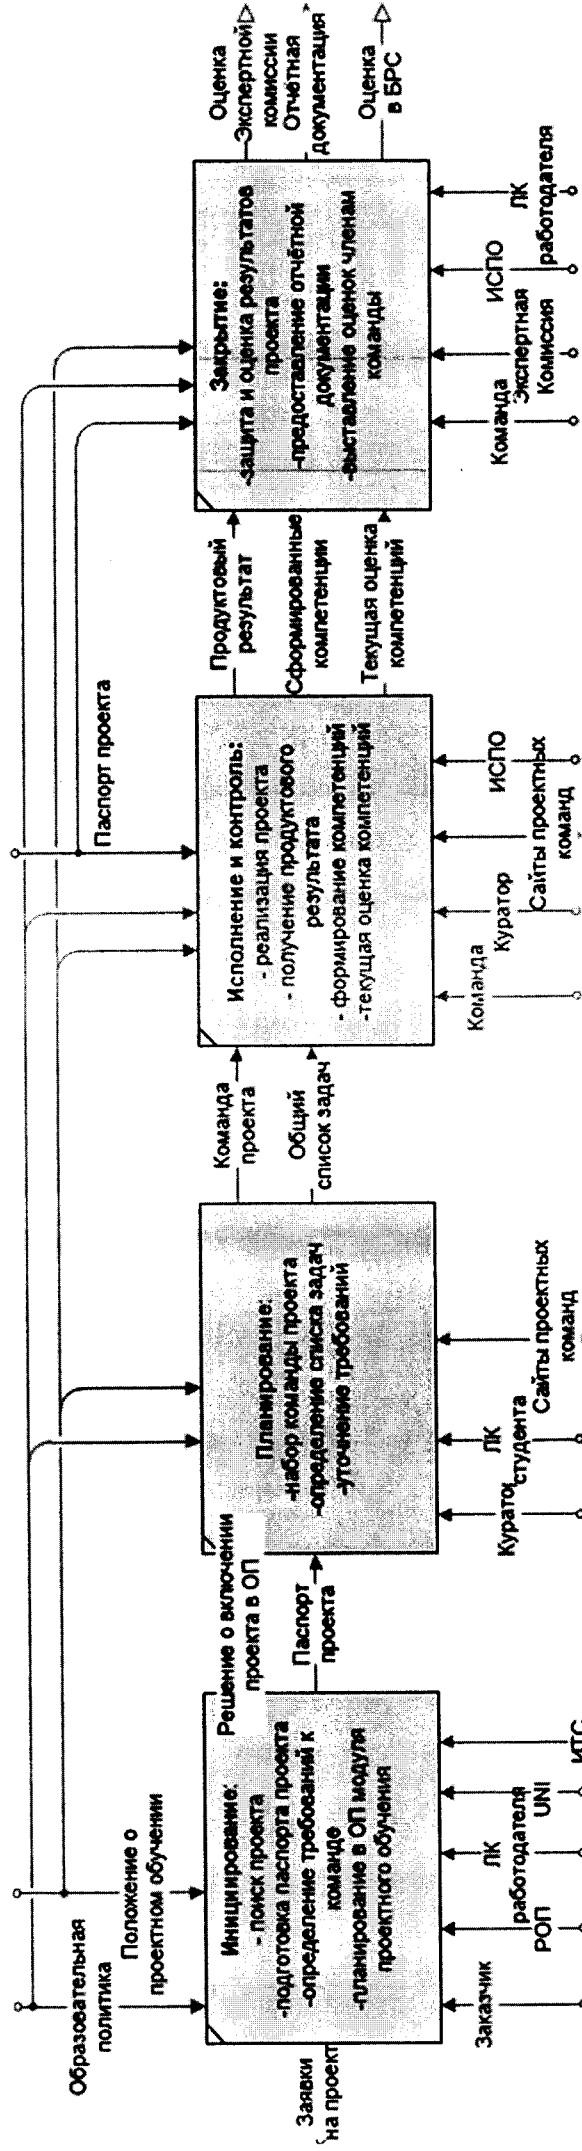 Образовательная
политика
Положение о
проектном обучении
Паспорт проекта
Заявки
на проект
Инициирование:
- поиск проекта
-подготовка паспорта проекта
-определение требований к
команде
-планирование в ОП модуля
проектного обучения
Решение о включении
проекта в ОП
Паспорт
проекта
Планирование:
-набор команды проекта
-определение списка задач
-уточнение требований
Команда
проекта
Общий
список задач
Исполнение и контроль:
- реализация проекта
- получение продуктового
результата
- формирование компетенций
-текущая оценка компетенций
Продуктовый
результат
Сформированные
компетенции
Текущая оценка
компетенций
Закрытие:
-защита и оценка результатов
проекта
-предоставление отчётной
документации
-выставление оценок членам
команды
Оценка
Экспертной
комиссии
Отчётная
документация
Оценка
в БРС
Заказчик
РОП
ЛК
работодателя
UNI
ИТС
Куратор
ЛК
студента
Сайты проектных
команд
Команда
Куратор
Сайты проектных
команд
ИСПО
Команда
Экспертная
Комиссия
ИСПО
ЛК
работодателя